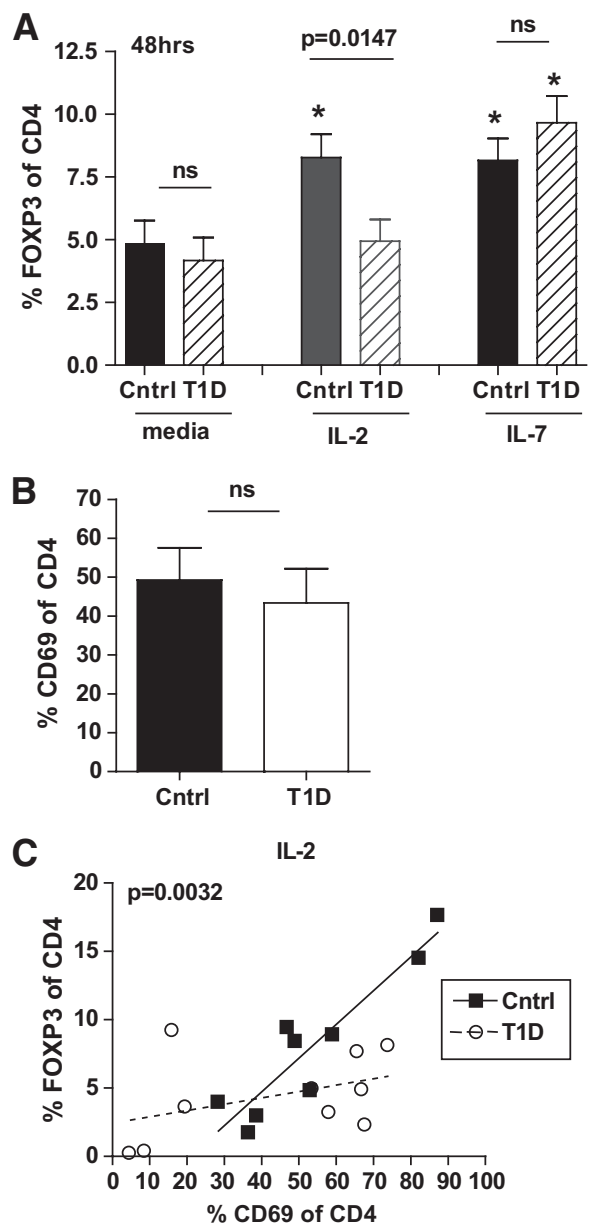 A
48hrs
p=0.0147
ns
ns
*
*
*
% FOXP3 of CD4
12.5
10.0
7.5
5.0
2.5
0.0
Cntrl T1D Cntrl T1D Cntrl T1D
media IL-2 IL-7
B
ns
% CD69 of CD4
70
60
50
40
30
20
10
0
Cntrl T1D
C
IL-2
p=0.0032
% FOXP3 of CD4
20
15
10
5
0
Cntrl
T1D
0 10 20 30 40 50 60 70 80 90 100
% CD69 of CD4